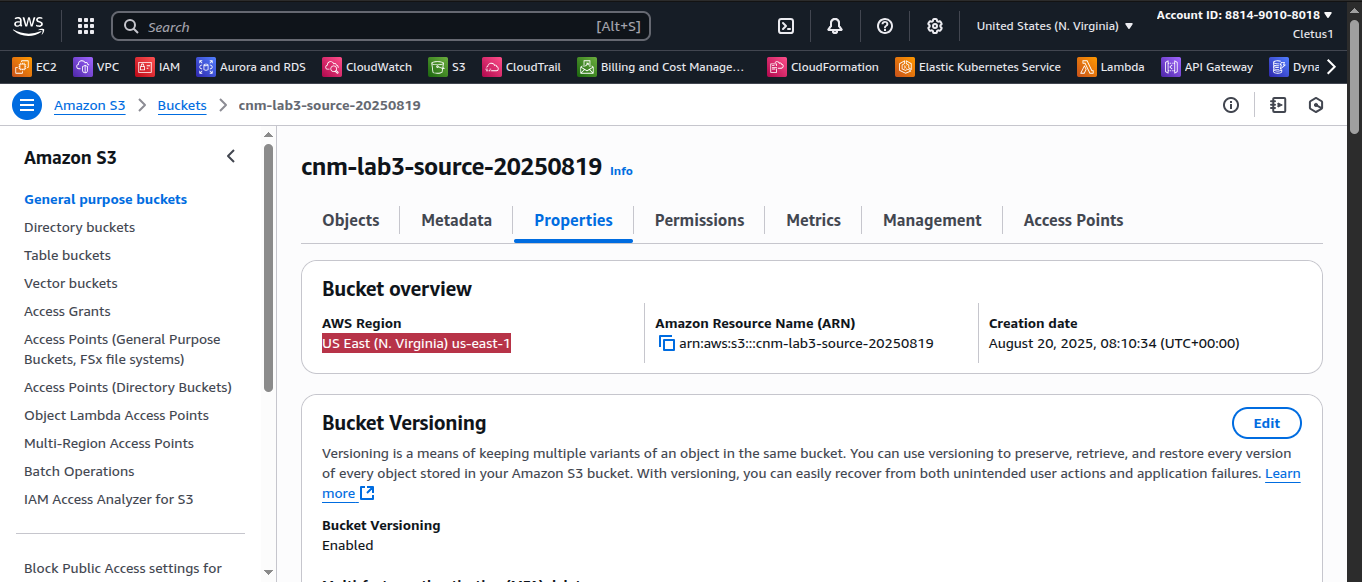 aws
Search [Alt+S]
United States (N. Virginia)
Account ID: 8814-9010-8018
Cletus1
EC2 VPC IAM Aurora and RDS CloudWatch S3 CloudTrail Billing and Cost Manage... CloudFormation Elastic Kubernetes Service Lambda API Gateway Dyna
Amazon S3 > Buckets > cnm-lab3-source-20250819
Amazon S3
General purpose buckets
Directory buckets
Table buckets
Vector buckets
Access Grants
Access Points (General Purpose
Buckets, FSx file systems)
Access Points (Directory Buckets)
Object Lambda Access Points
Multi-Region Access Points
Batch Operations
IAM Access Analyzer for S3
Block Public Access settings for
cnm-lab3-source-20250819 Info
Objects Metadata Properties Permissions Metrics Management Access Points
Bucket overview
AWS Region
US East (N. Virginia) us-east-1
Amazon Resource Name (ARN)
arn:aws:s3:::cnm-lab3-source-20250819
Creation date
August 20, 2025, 08:10:34 (UTC+00:00)
Bucket Versioning
Edit
Versioning is a means of keeping multiple variants of an object in the same bucket. You can use versioning to preserve, retrieve, and restore every version
of every object stored in your Amazon S3 bucket. With versioning, you can easily recover from both unintended user actions and application failures. Learn
more
Bucket Versioning
Enabled